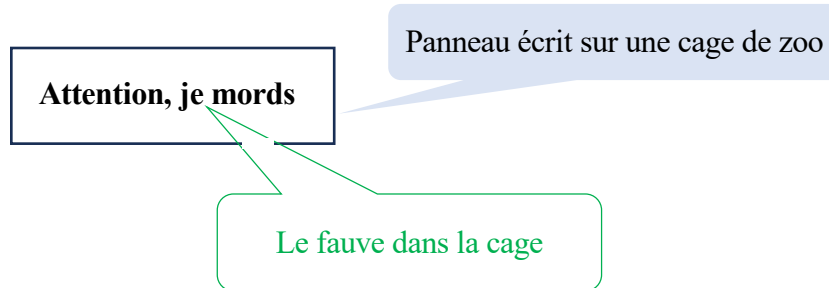 Panneau écrit sur une cage de zoo
Attention, je mords
Le fauve dans la cage